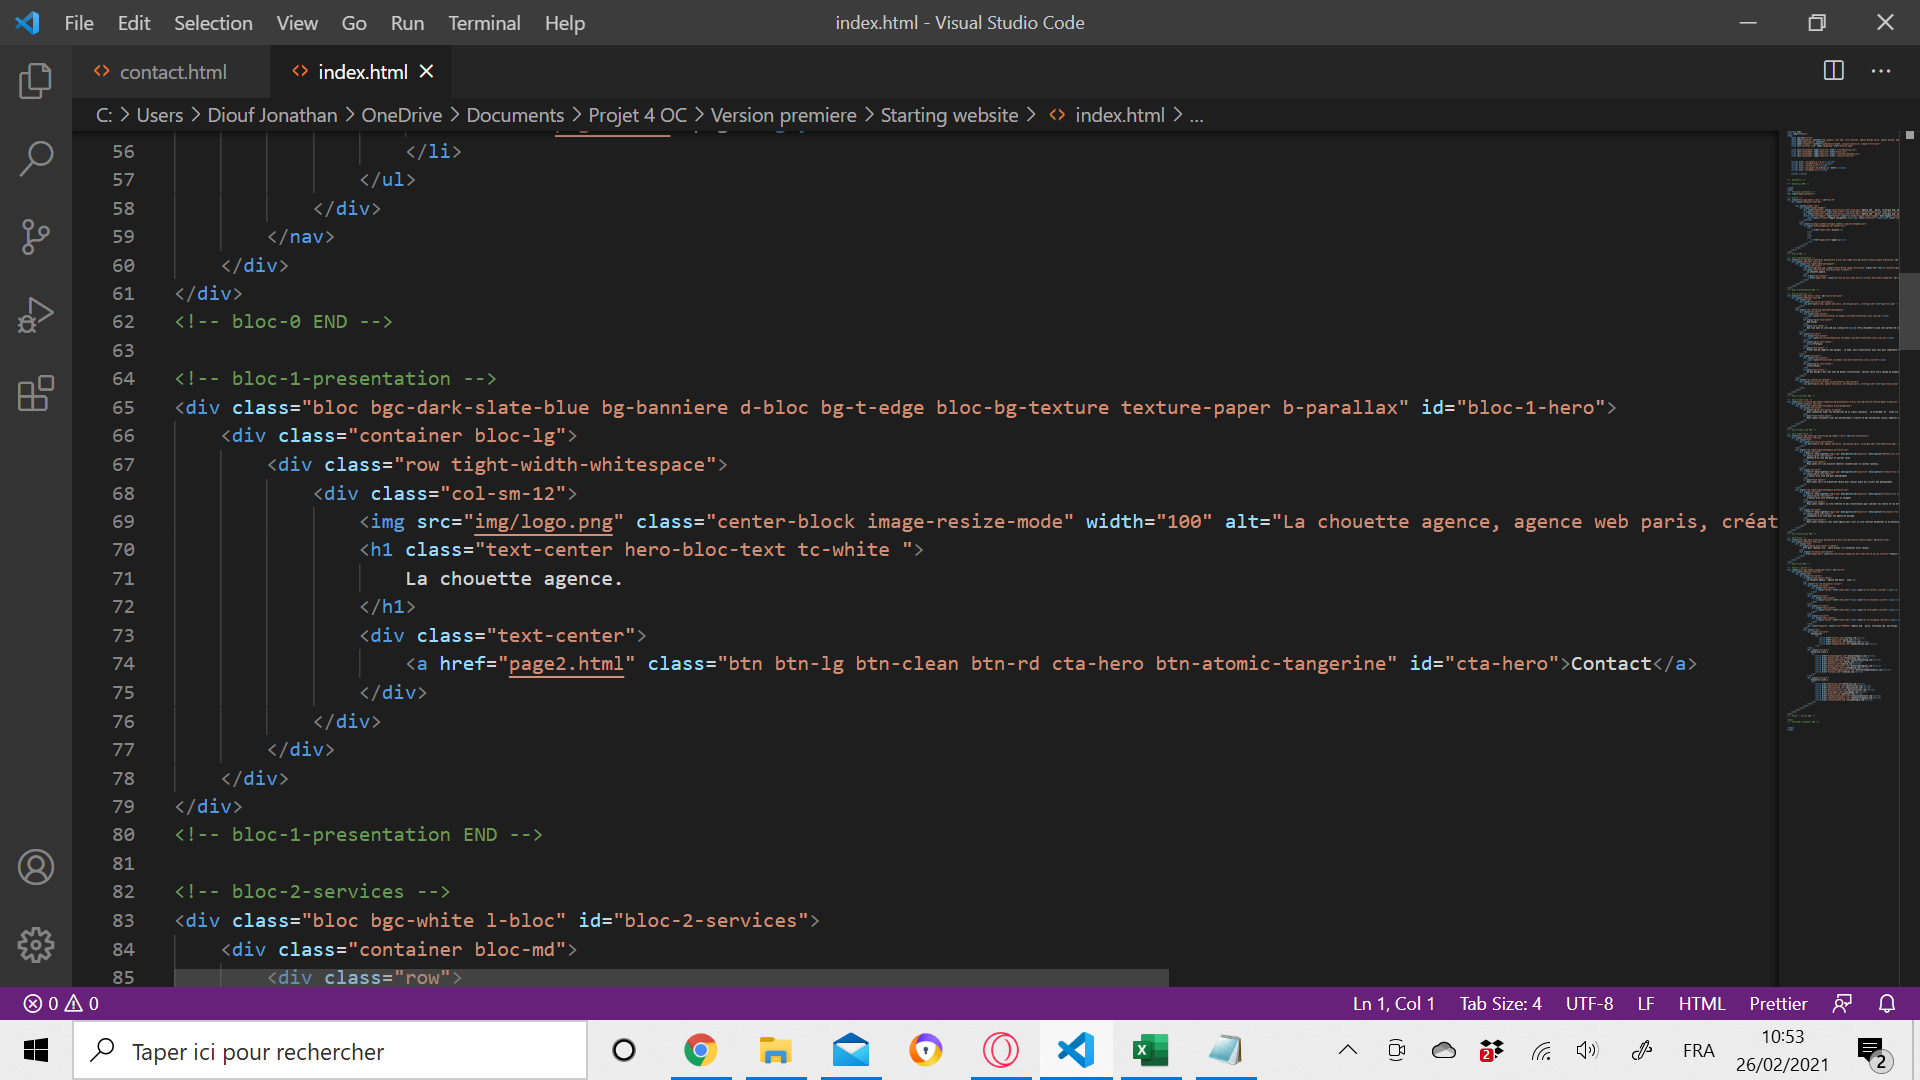 File Edit Selection View Go Run Terminal Help index.html - Visual Studio Code
contact.html index.html
C: > Users > Diouf Jonathan > OneDrive > Documents > Projet 4 OC > Version premiere > Starting website > index.html > ...
56 </li>
57 </ul>
58 </div>
59 </nav>
60 </div>
61 </div>
62 <!-- bloc-0 END -->
63
64 <!-- bloc-1-presentation -->
65 <div class="bloc bgc-dark-slate-blue bg-banniere d-bloc bg-t-edge bloc-bg-texture texture-paper b-parallax" id="bloc-1-hero">
66 <div class="container bloc-lg">
67 <div class="row tight-width-whitespace">
68 <div class="col-sm-12">
69 <img src="img/logo.png" class="center-block image-resize-mode" width="100" alt="La chouette agence, agence web paris, créat
70 <h1 class="text-center hero-bloc-text tc-white ">
71 La chouette agence.
72 </h1>
73 <div class="text-center">
74 <a href="page2.html" class="btn btn-lg btn-clean btn-rd cta-hero btn-atomic-tangerine" id="cta-hero">Contact</a>
75 </div>
76 </div>
77 </div>
78 </div>
79 </div>
80 <!-- bloc-1-presentation END -->
81
82 <!-- bloc-2-services -->
83 <div class="bloc bgc-white l-bloc" id="bloc-2-services">
84 <div class="container bloc-md">
85 <div class="row">
0 0 Ln 1, Col 1 Tab Size: 4 UTF-8 LF HTML Prettier
Taper ici pour rechercher
2
FRA
10:53
26/02/2021
2